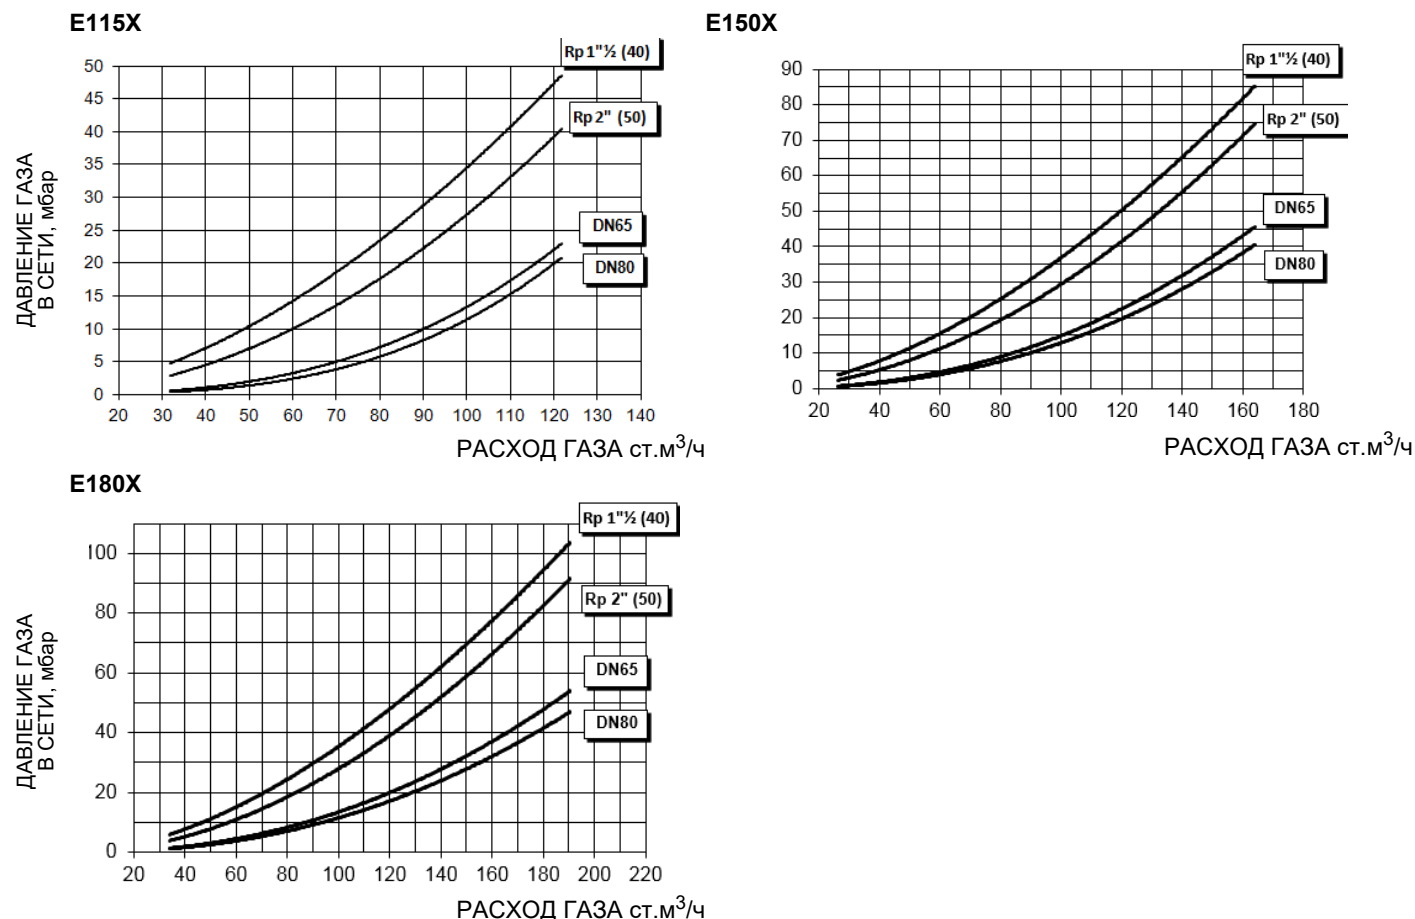 E115X
E150X
Rp 1"½ (40)
50
45
40
35
30
25
20
15
10
5
0
Rp 2" (50)
DN65
DN80
20 30 40 50 60 70 80 90 100 110 120 130 140
ДАВЛЕНИЕ ГАЗА
В СЕТИ, мбар
РАСХОД ГАЗА ст.м³/ч
Rp 1"½ (40)
90
80
70
60
50
40
30
20
10
0
Rp 2" (50)
DN65
DN80
20 40 60 80 100 120 140 160 180
РАСХОД ГАЗА ст.м³/ч
E180X
Rp 1"½ (40)
100
80
60
40
20
0
Rp 2" (50)
DN65
DN80
20 40 60 80 100 120 140 160 180 200 220
ДАВЛЕНИЕ ГАЗА
В СЕТИ, мбар
РАСХОД ГАЗА ст.м³/ч